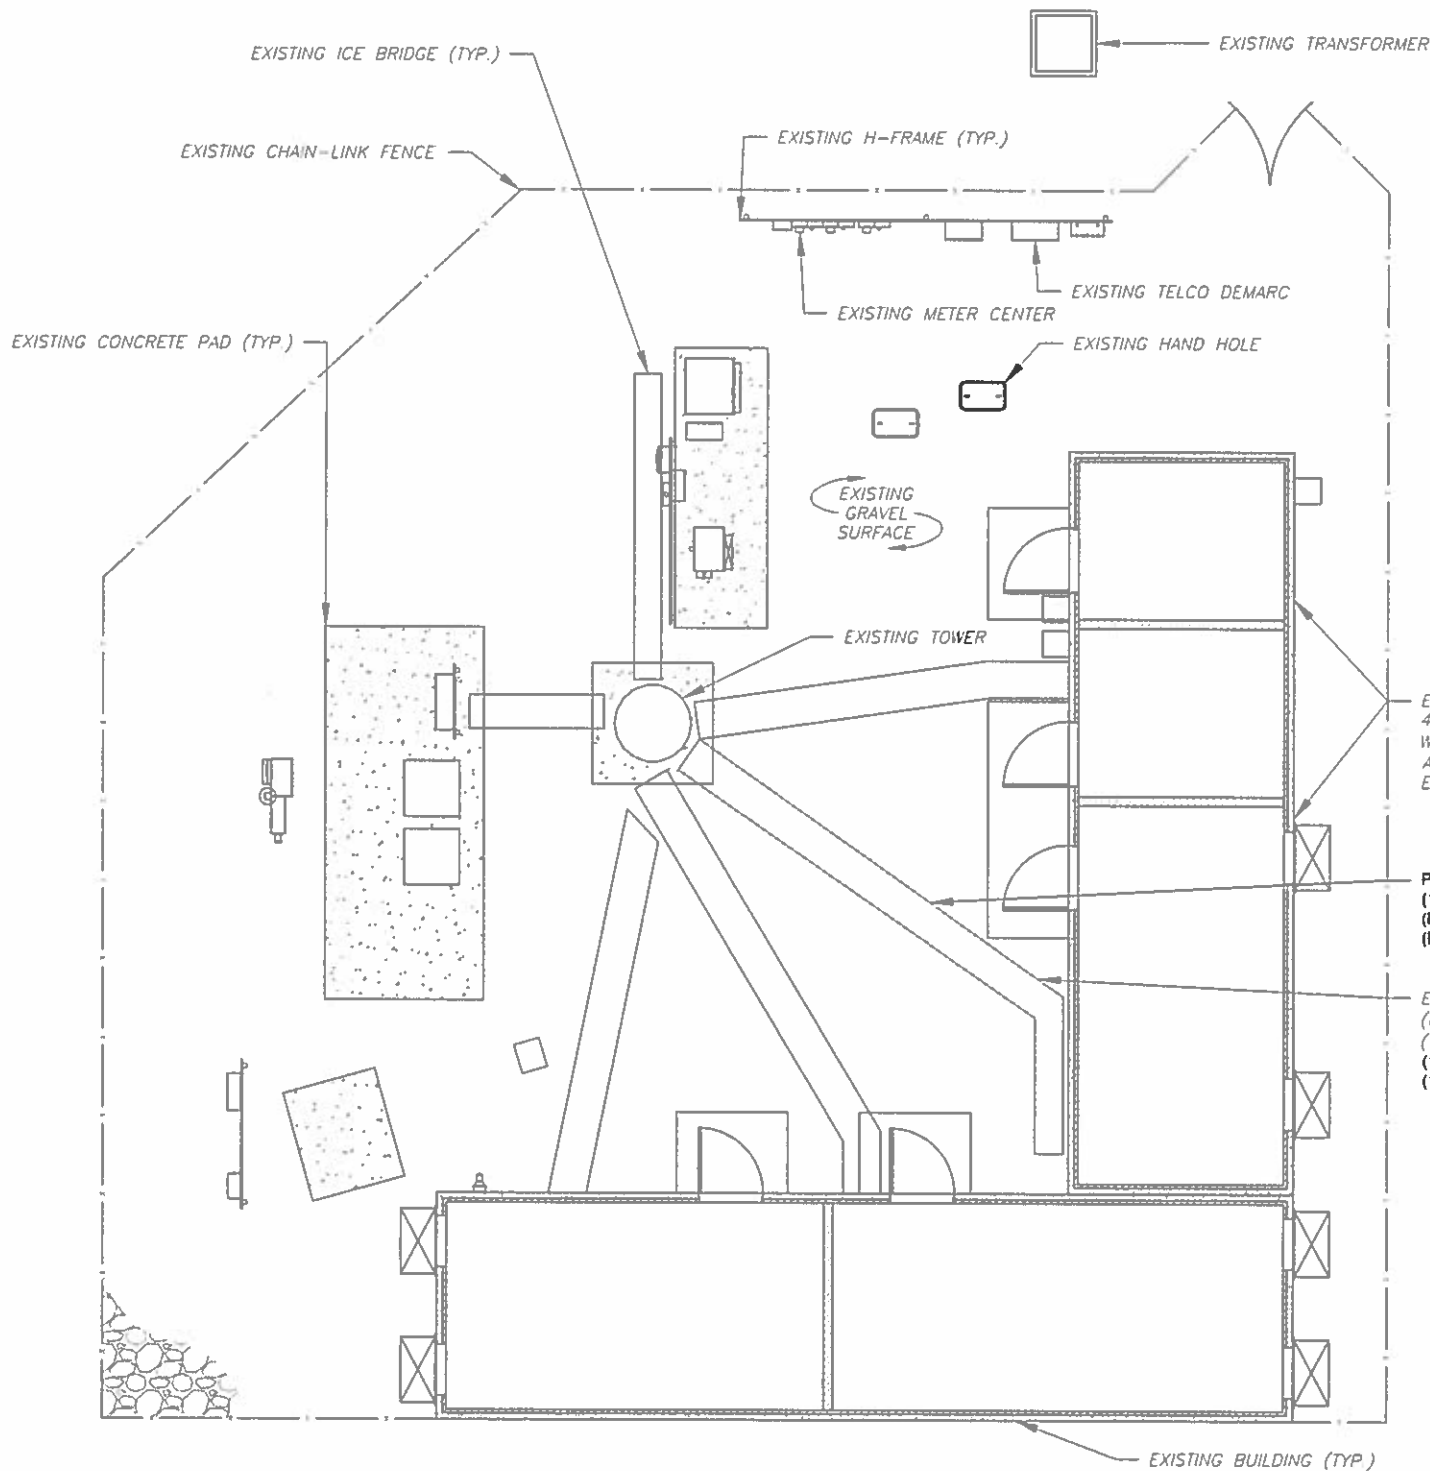 EXISTING TRANSFORMER
EXISTING ICE BRIDGE (TYP.)
EXISTING H-FRAME (TYP.)
EXISTING CHAIN-LINK FENCE
EXISTING TELCO DEMARC
EXISTING METER CENTER
EXISTING CONCRETE PAD (TYP.)
EXISTING HAND HOLE
EXISTING
GRAVEL
SURFACE
EXISTING TOWER
EXISTING BUILDING (TYP.)